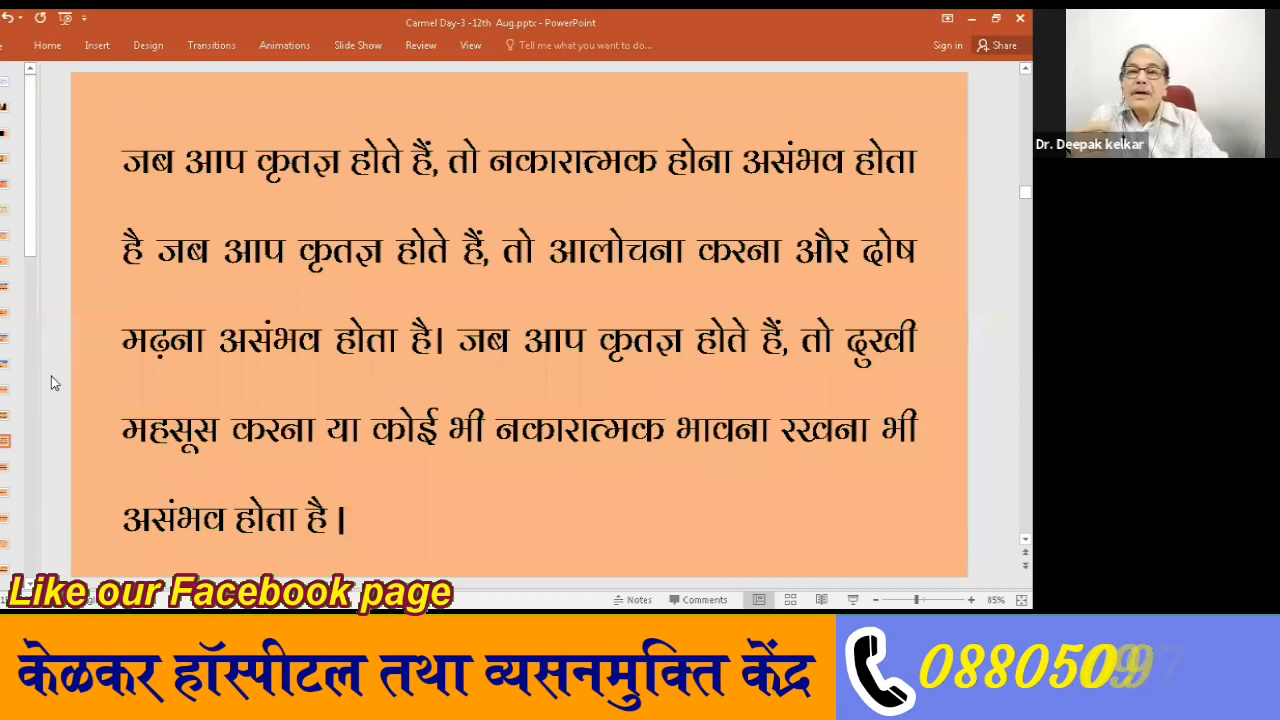 Carmel Day-3 -12th Aug.pptx - PowerPoint
Home Insert Design Transitions Animations Slide Show Review View Tell me what you want to do... Sign in Share
जब आप कृतज्ञ होते हैं, तो नकारात्मक होना असंभव होता
है जब आप कृतज्ञ होते हैं, तो आलोचना करना और दोष
मढ़ना असंभव होता है। जब आप कृतज्ञ होते हैं, तो दुखी
महसूस करना या कोई भी नकारात्मक भावना रखना भी
असंभव होता है |
Dr. Deepak kelkar
Like our Facebook page
Notes Comments 85%
केळकर हॉस्पीटल तथा व्यसनमुक्ति केंद्र